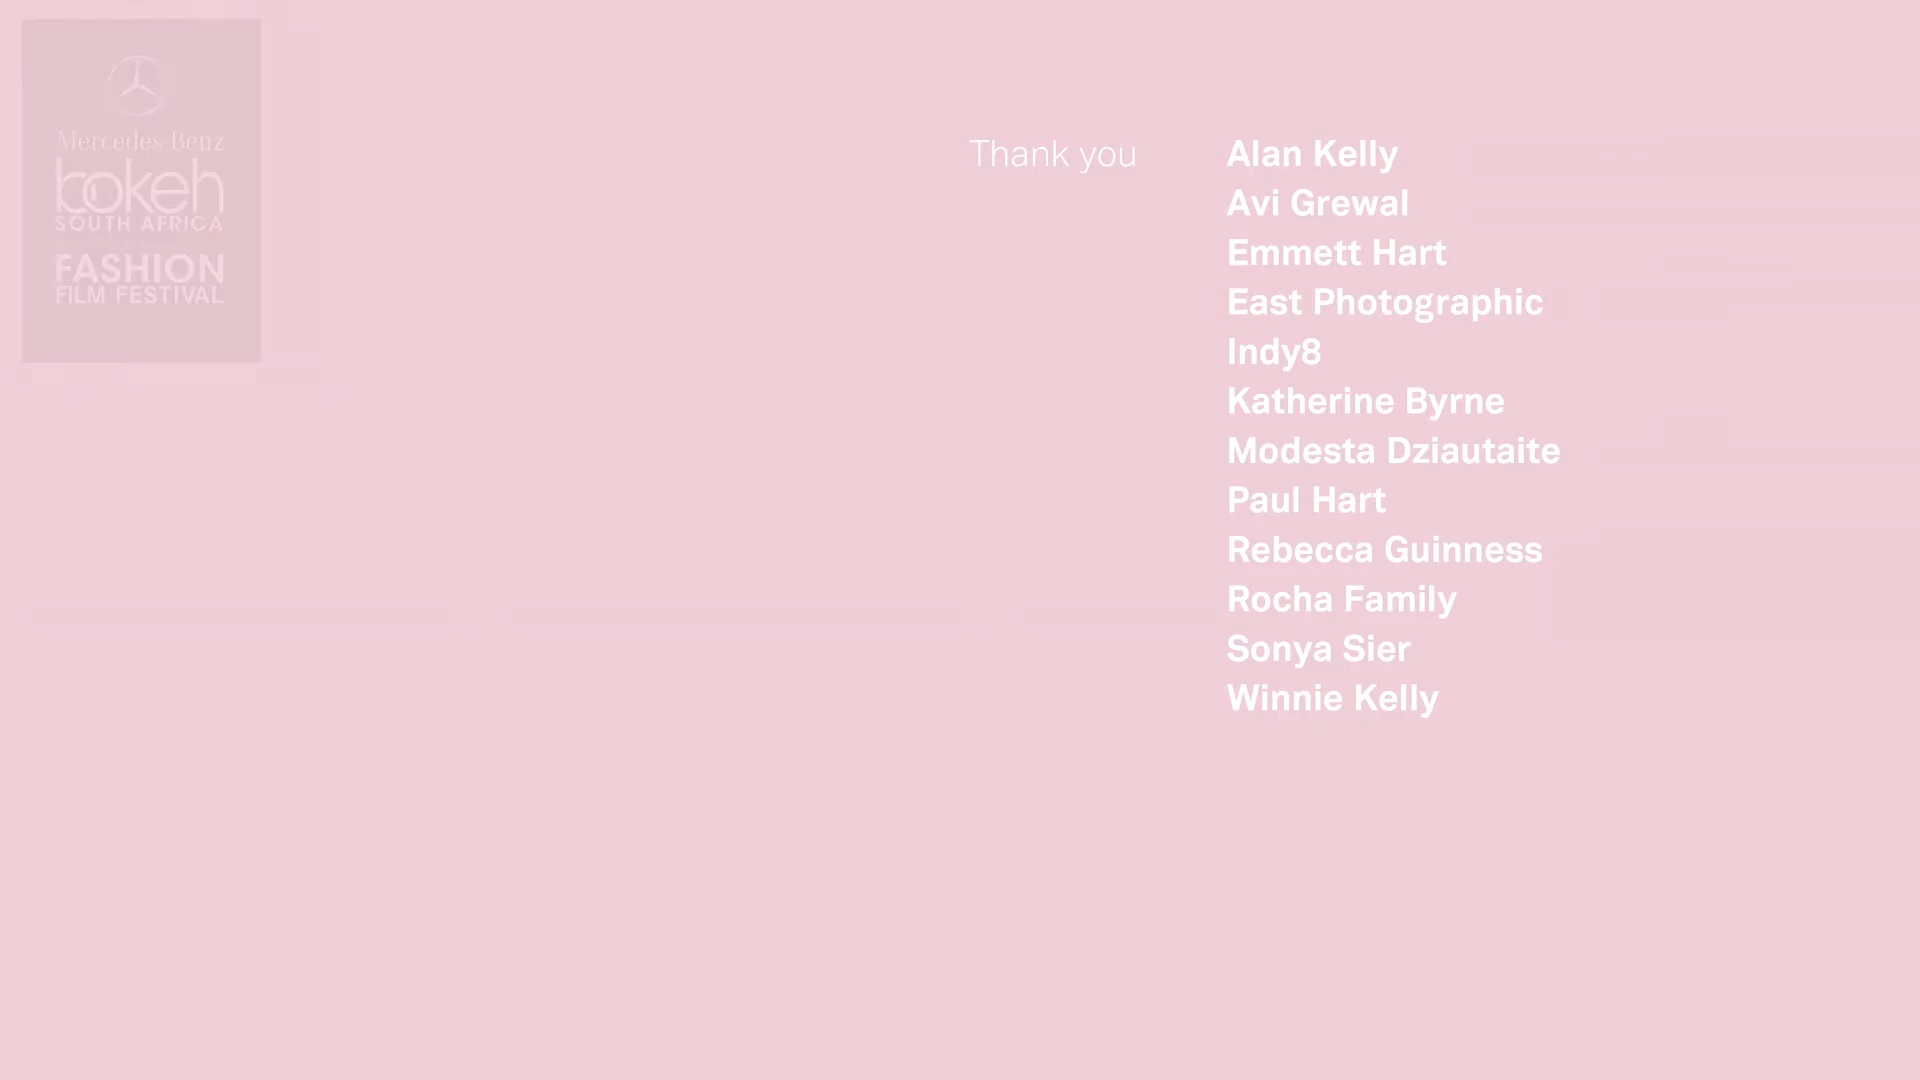 Mercedes-Benz
bokeh
SOUTH AFRICA
FASHION
FILM FESTIVAL
Thank you
Alan Kelly
Avi Grewal
Emmett Hart
East Photographic
Indy8
Katherine Byrne
Modesta Dziautaite
Paul Hart
Rebecca Guinness
Rocha Family
Sonya Sier
Winnie Kelly